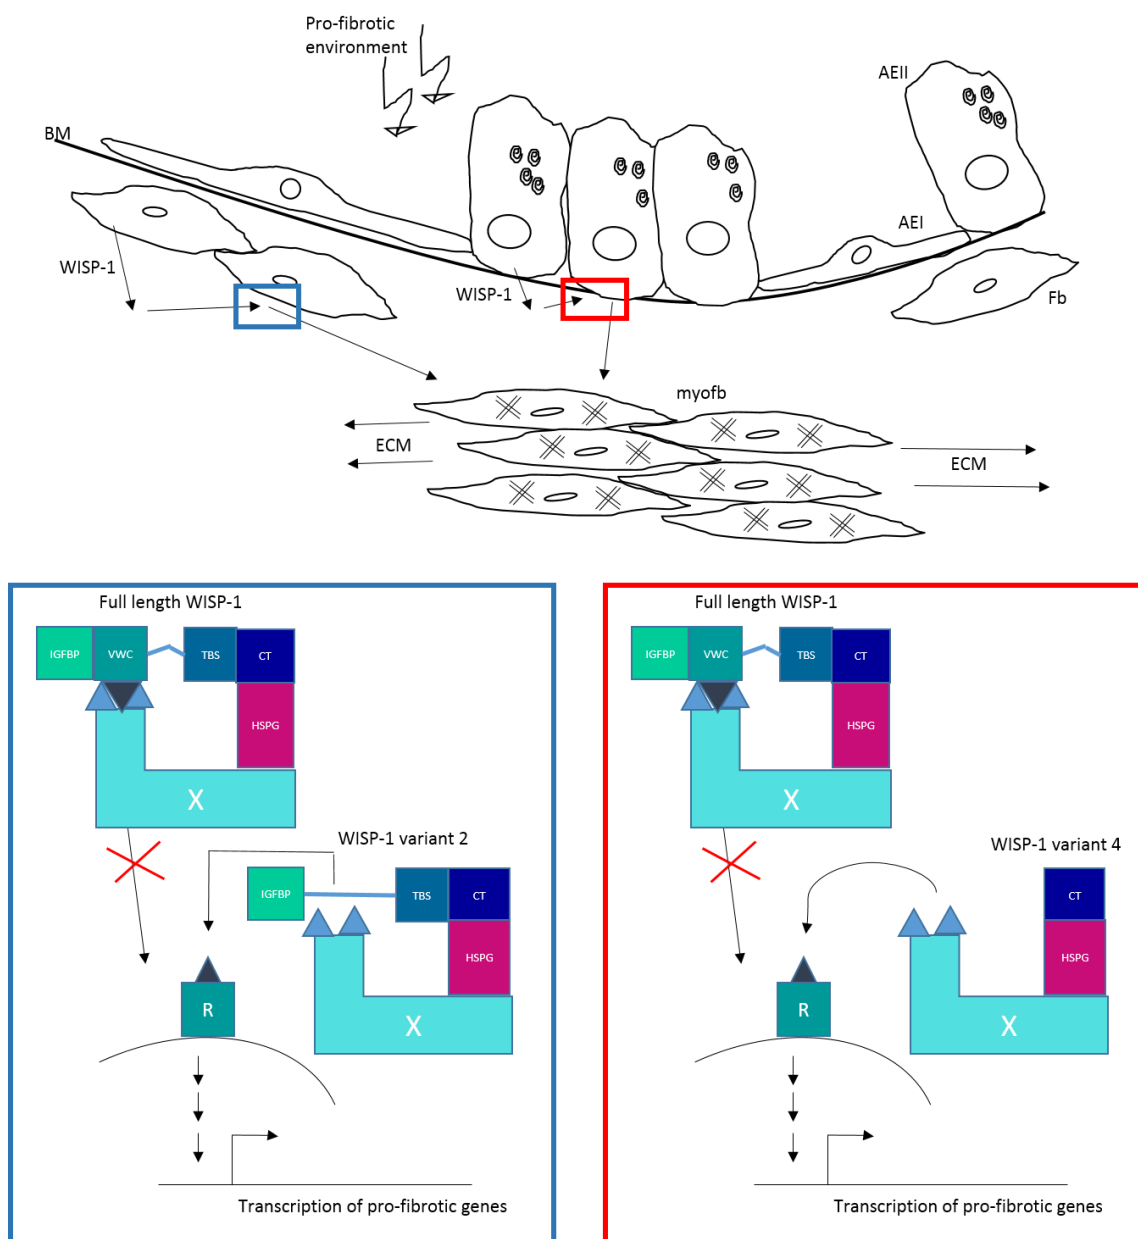 Pro-fibrotic
environment
AEII
BM
AEI
WISP-1
WISP-1
Fb
myofb
ECM
ECM
Full length WISP-1
IGFBP
VWC
TBS
CT
HSPG
X
WISP-1 variant 2
IGFBP
TBS
CT
HSPG
X
R
Transcription of pro-fibrotic genes
Full length WISP-1
IGFBP
VWC
TBS
CT
HSPG
X
WISP-1 variant 4
CT
HSPG
X
R
Transcription of pro-fibrotic genes